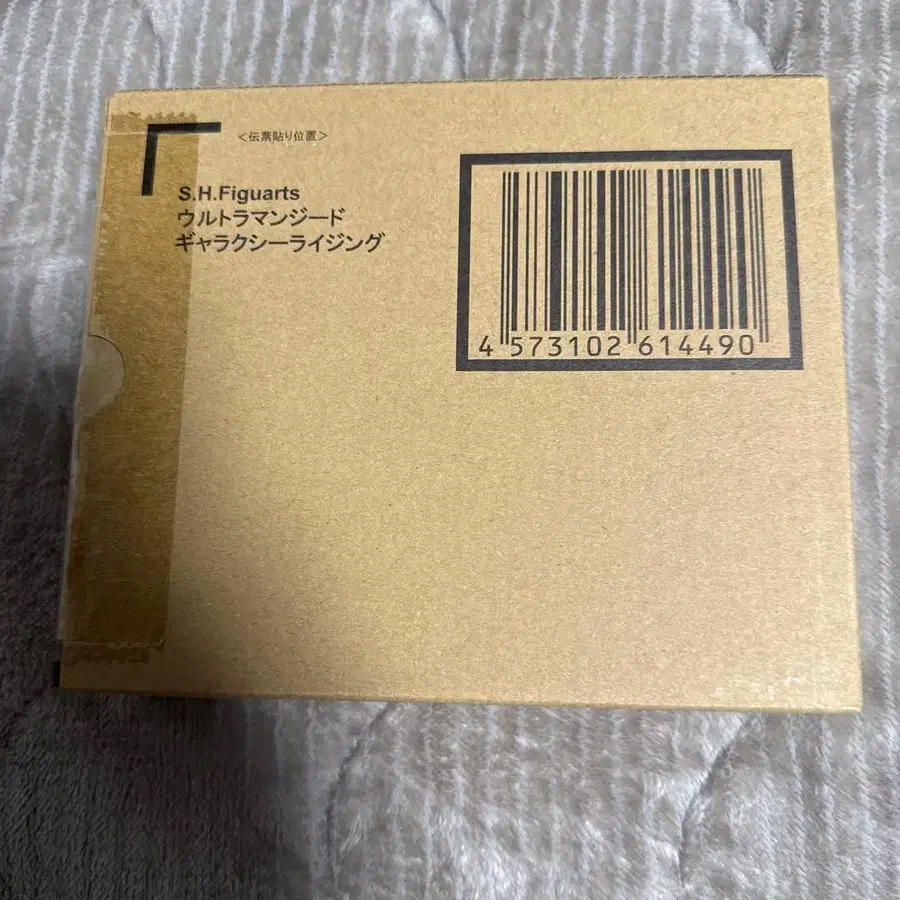 ＜伝票貼り位置＞
S.H.Figuarts
ウルトラマンジード
ギャラクシーライジング
4 573102 614490